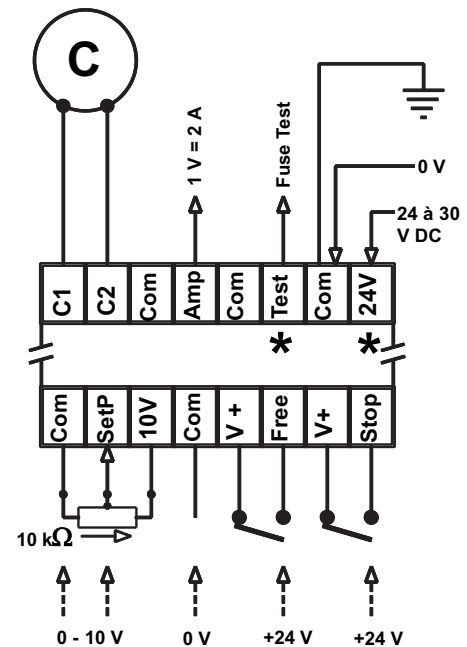 C
1 V = 2 A
Fuse Test
0 V
24 à 30
V DC
C1
C2
Com
Amp
Com
Test
Com
24V
*
*
Com
SetP
10V
Com
V +
Free
V+
Stop
10 kΩ
0 - 10 V
0 V
+24 V
+24 V